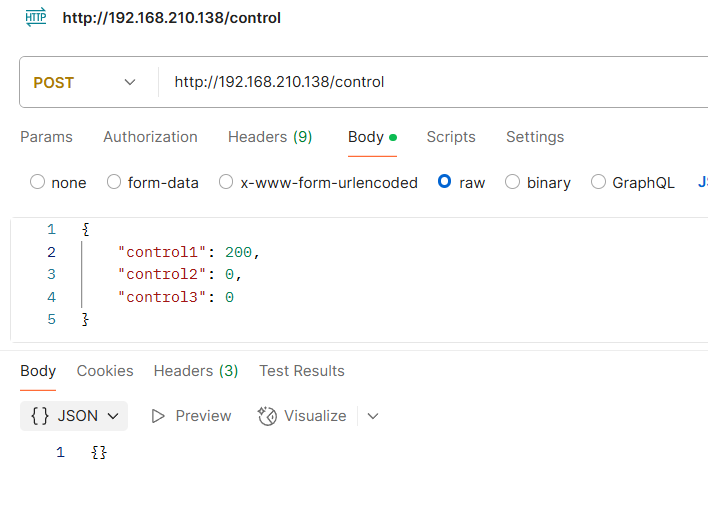 HTTP http://192.168.210.138/control
POST http://192.168.210.138/control
Params Authorization Headers (9) Body Scripts Settings
none form-data x-www-form-urlencoded raw binary GraphQL
1 {
2 "control1": 200,
3 "control2": 0,
4 "control3": 0
5 }
Body Cookies Headers (3) Test Results
{} JSON Preview Visualize
1 {}